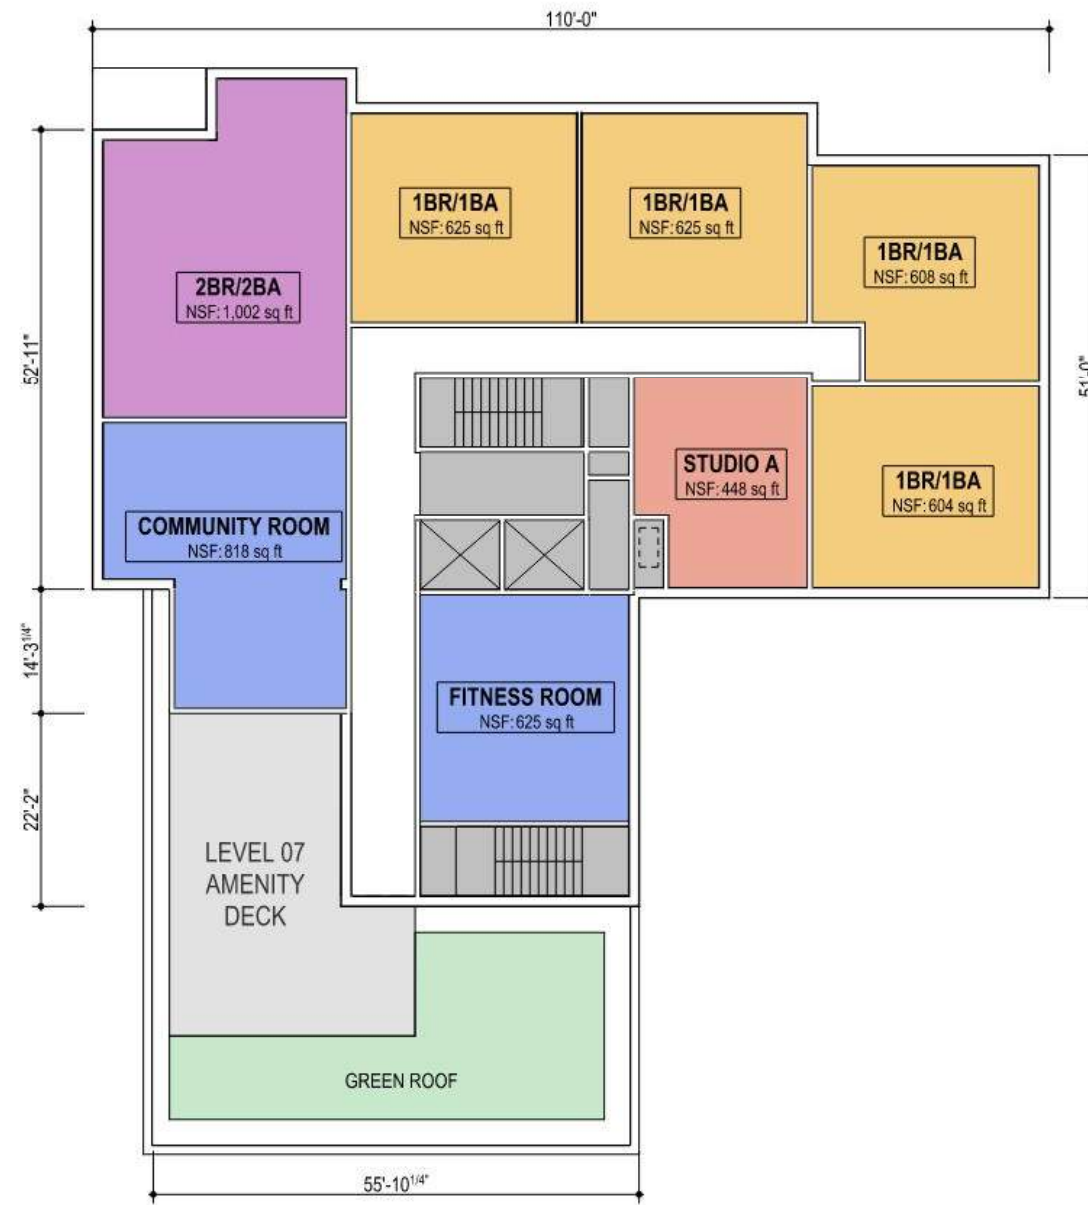 110'-0"
1BR/1BA
NSF: 625 sq ft
1BR/1BA
NSF: 625 sq ft
1BR/1BA
NSF: 608 sq ft
2BR/2BA
NSF: 1,002 sq ft
52'-11"
51'-0"
STUDIO A
NSF: 448 sq ft
1BR/1BA
NSF: 604 sq ft
COMMUNITY ROOM
NSF: 818 sq ft
14'-3 1/4"
FITNESS ROOM
NSF: 625 sq ft
22'-2"
LEVEL 07
AMENITY
DECK
GREEN ROOF
55'-10 1/4"